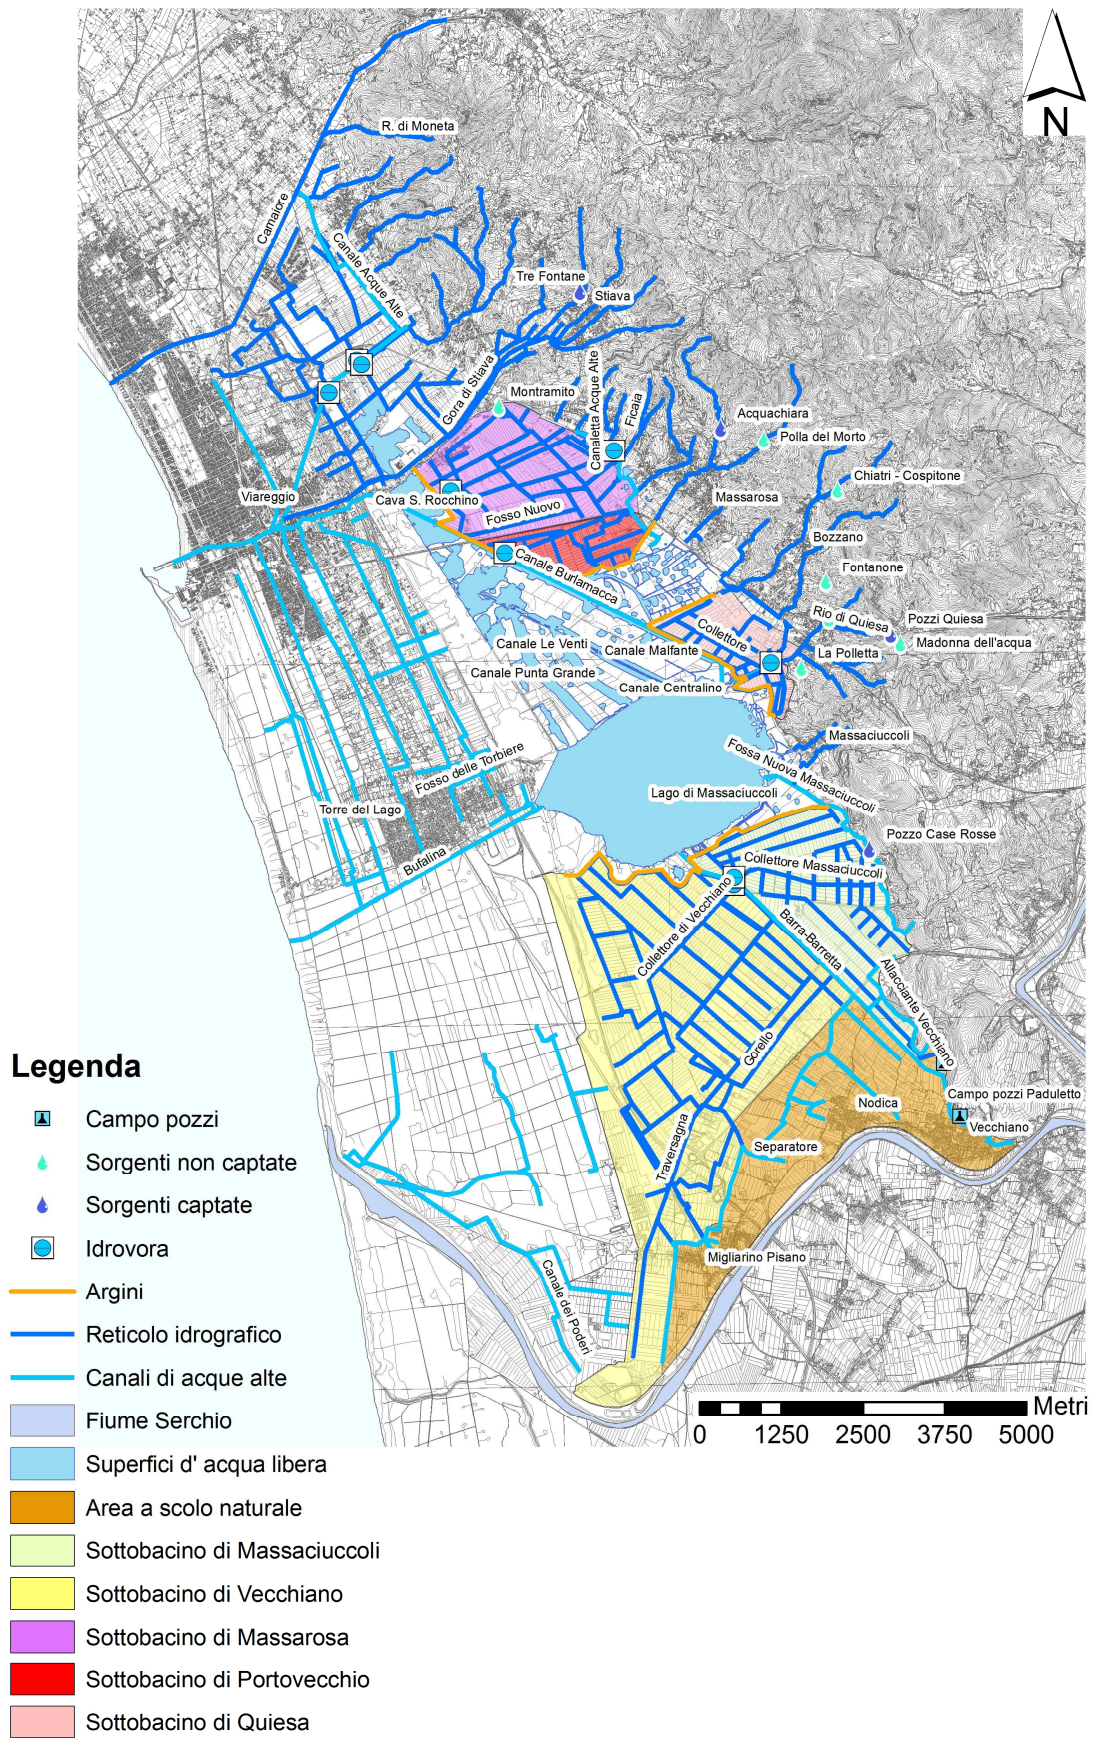 N
R. di Moneta
Camaiore
Canale Acque Alte
Tre Fontane
Stiava
Gora di Stiava
Montramito
Canaletta Acque Alte
Ficaia
Acquachiara
Polla del Morto
Chiatri - Cospitone
Viareggio
Cava S. Rocchino
Fosso Nuovo
Massarosa
Bozzano
Canale Burlamacca
Fontanone
Rio di Quiesa
Pozzi Quiesa
Madonna dell'acqua
Collettore
Canale Le Venti
Canale Malfante
La Polletta
Canale Punta Grande
Canale Centralino
Massaciuccoli
Fossa Nuova Massaciuccoli
Fosso delle Torbiere
Lago di Massaciuccoli
Torre del Lago
Pozzo Case Rosse
Bufalina
Collettore Massaciuccoli
Collettore di Vecchiano
Barra-Barretta
Allacciante Vecchiano
Gorello
Campo pozzi Paduletto
Nodica
Vecchiano
Traversagna
Separatore
Migliarino Pisano
Canale dei Poderi
Metri
0 1250 2500 3750 5000
Legenda
Campo pozzi
Sorgenti non captate
Sorgenti captate
Idrovora
Argini
Reticolo idrografico
Canali di acque alte
Fiume Serchio
Superfici d' acqua libera
Area a scolo naturale
Sottobacino di Massaciuccoli
Sottobacino di Vecchiano
Sottobacino di Massarosa
Sottobacino di Portovecchio
Sottobacino di Quiesa